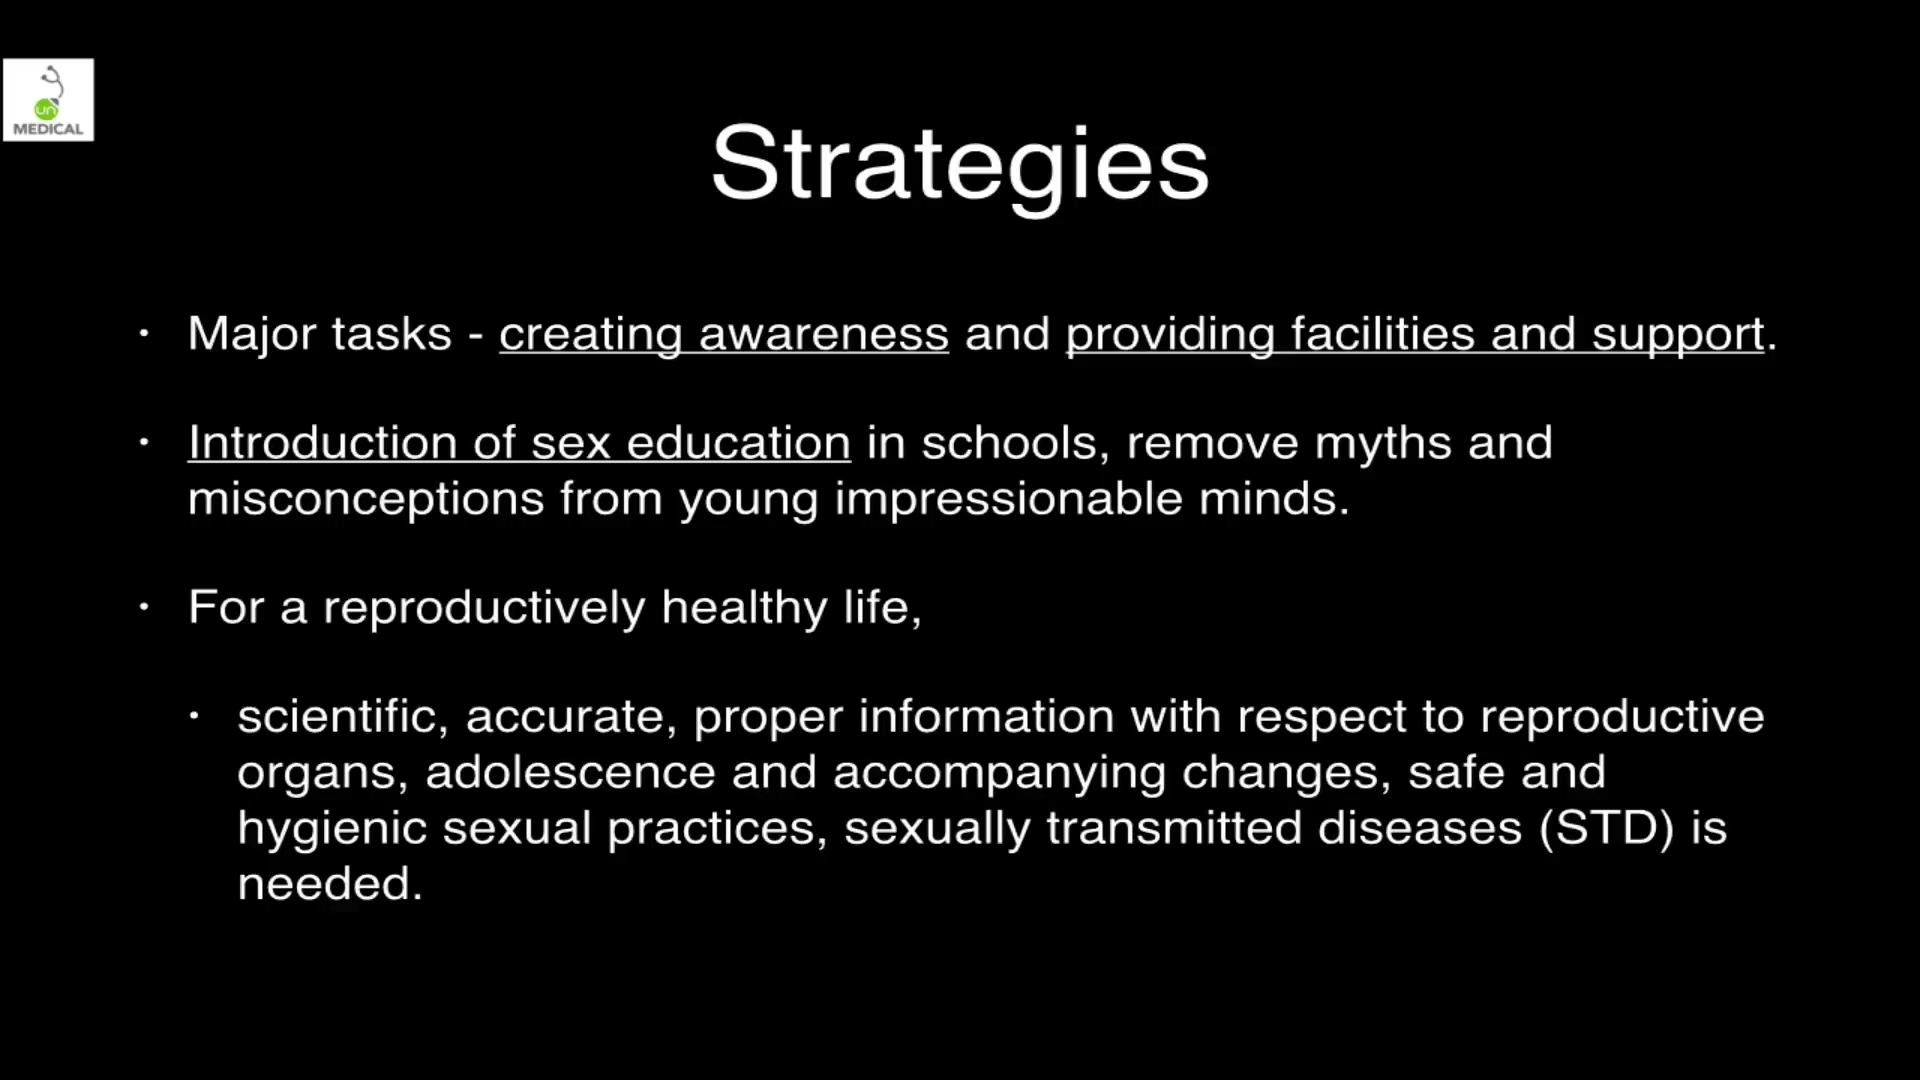 un
MEDICAL
Strategies
• Major tasks - creating awareness and providing facilities and support.
• Introduction of sex education in schools, remove myths and
misconceptions from young impressionable minds.
• For a reproductively healthy life,
• scientific, accurate, proper information with respect to reproductive
organs, adolescence and accompanying changes, safe and
hygienic sexual practices, sexually transmitted diseases (STD) is
needed.